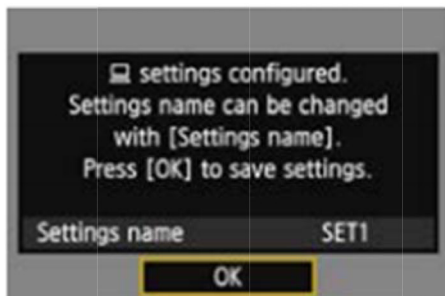 settings configured.
Settings name can be changed
with [Settings name].
Press [OK] to save settings.
Settings name SET1
OK